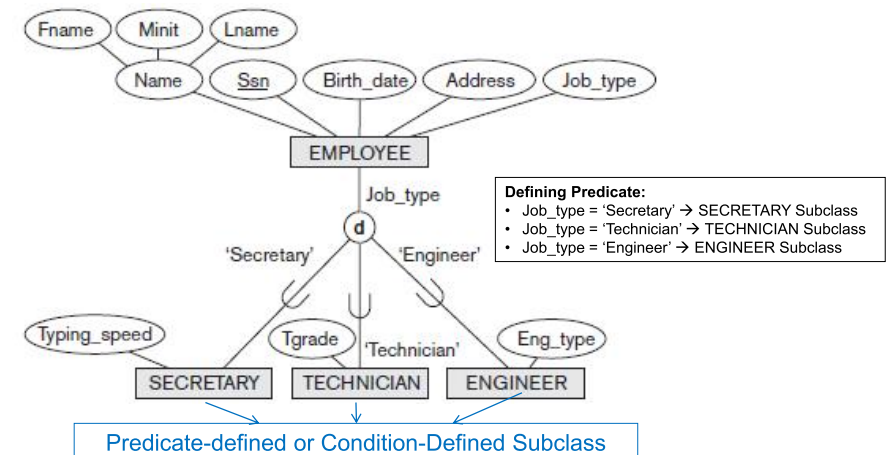 Fname Minit Lname
Name Ssn Birth_date Address Job_type
EMPLOYEE
Job_type
d
Defining Predicate:
• Job_type = ‘Secretary’ → SECRETARY Subclass
• Job_type = ‘Technician’ → TECHNICIAN Subclass
• Job_type = ‘Engineer’ → ENGINEER Subclass
‘Secretary’ ‘Engineer’
Typing_speed Tgrade ‘Technician’ Eng_type
SECRETARY TECHNICIAN ENGINEER
Predicate-defined or Condition-Defined Subclass